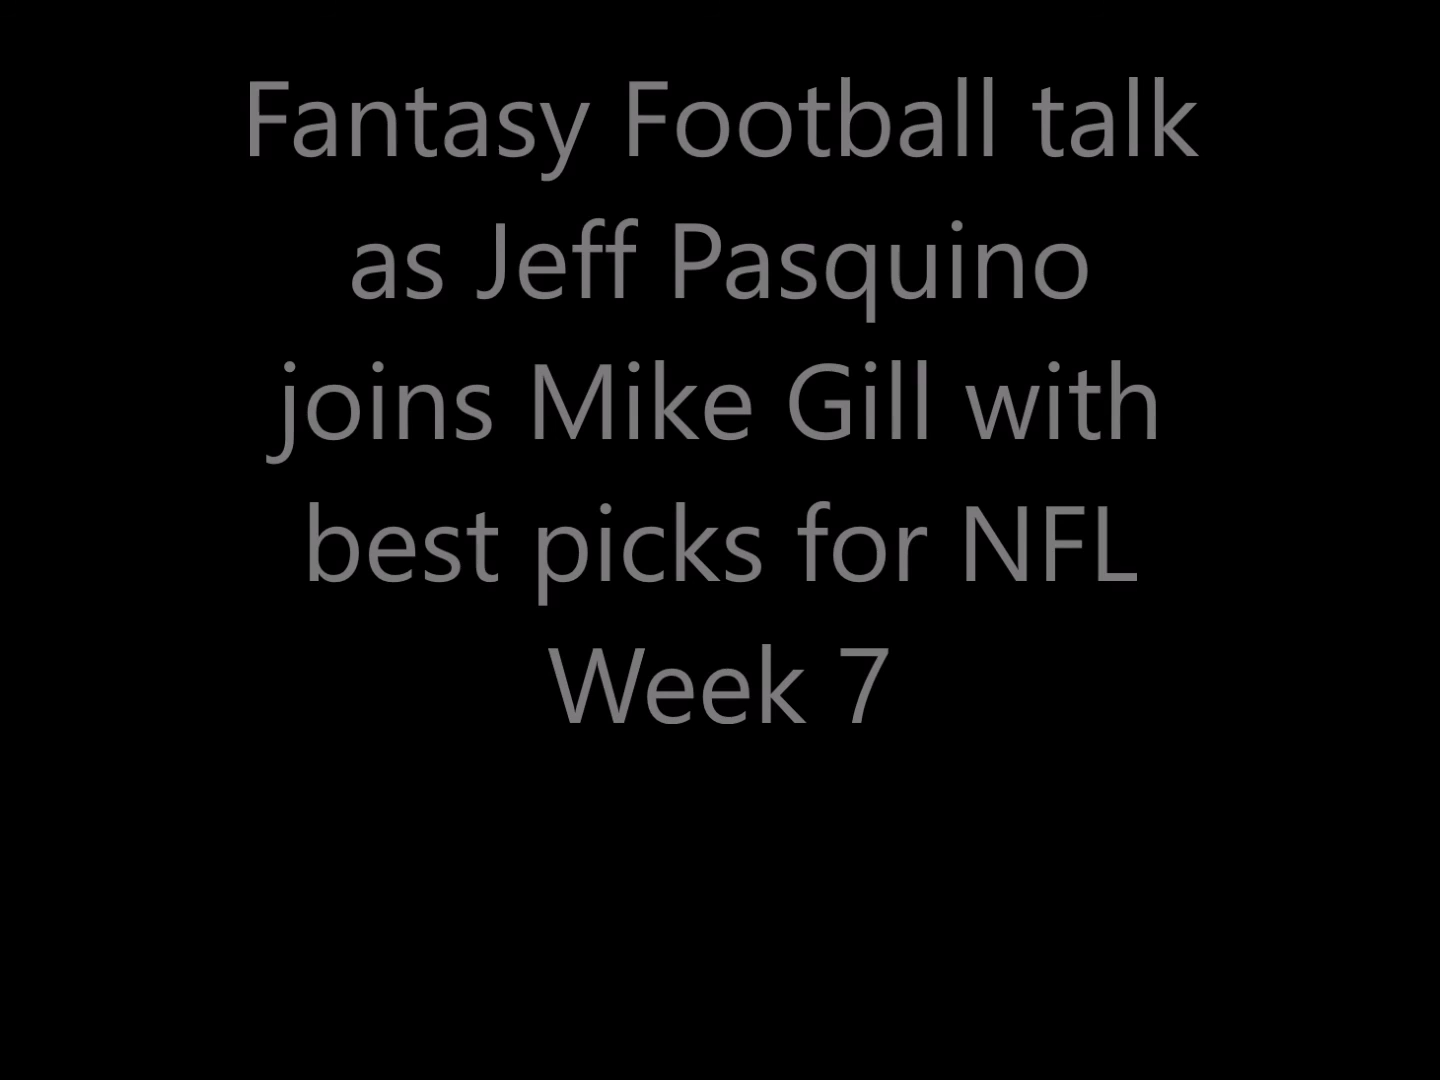 Fantasy Football talk
as Jeff Pasquino
joins Mike Gill with
best picks for NFL
Week 7